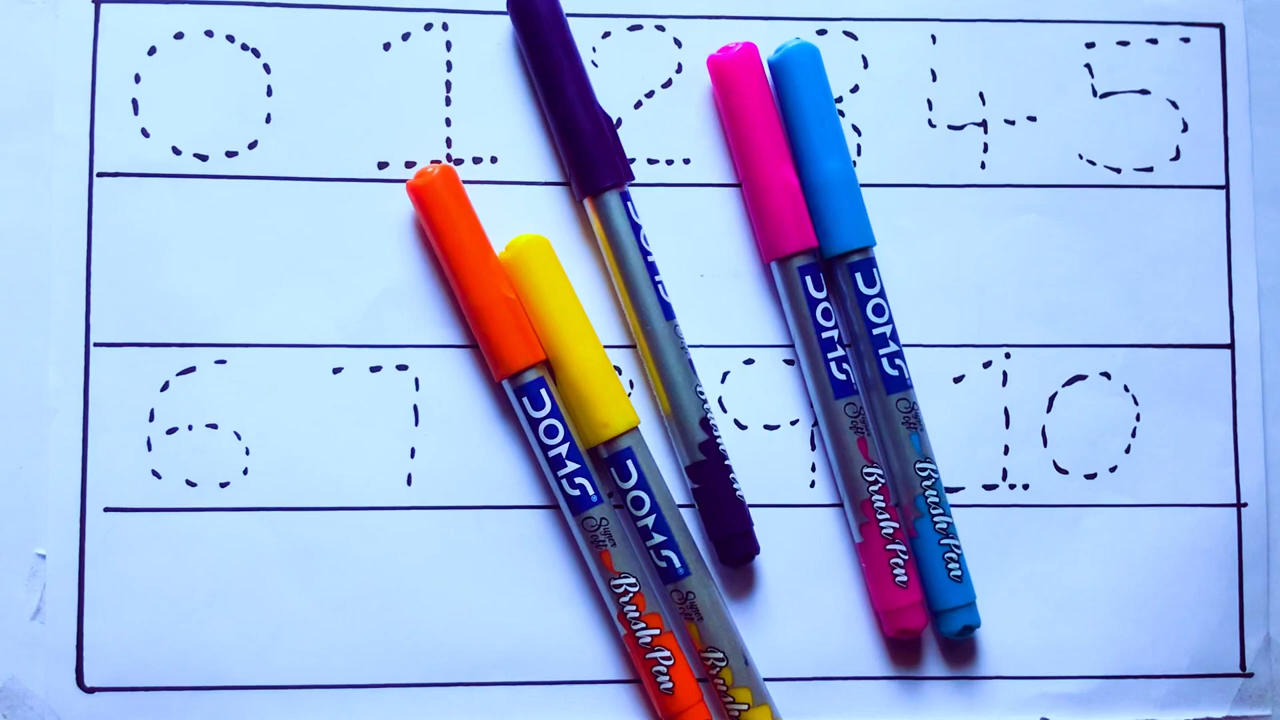 0 1 2 3 4 5
6 7 9 10
DOMS® Super Soft Brush Pen
DOMS® Super Soft Brush
DOMS Brush Pen
DOMS Super Soft Brush Pen
DOMS Super Soft Brush Pen